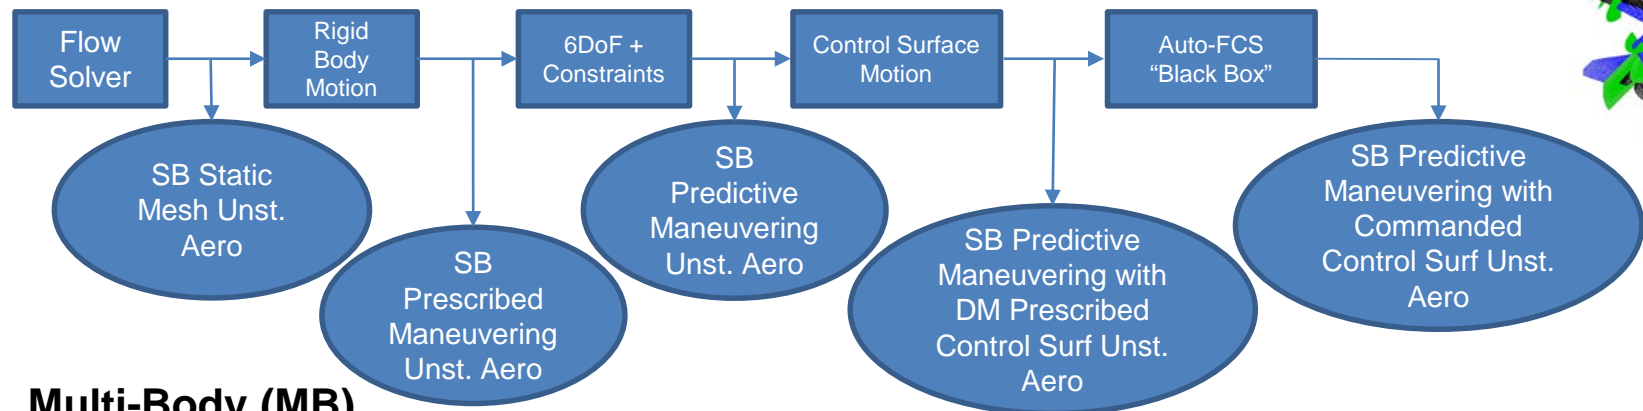 Flow
Solver
Rigid
Body
Motion
6DoF +
Constraints
Control Surface
Motion
Auto-FCS
“Black Box”
SB Static
Mesh Unst.
Aero
SB
Prescribed
Maneuvering
Unst. Aero
SB
Predictive
Maneuvering
Unst. Aero
SB Predictive
Maneuvering with
DM Prescribed
Control Surf Unst.
Aero
SB Predictive
Maneuvering with
Commanded
Control Surf Unst.
Aero
Multi-Body (MB)